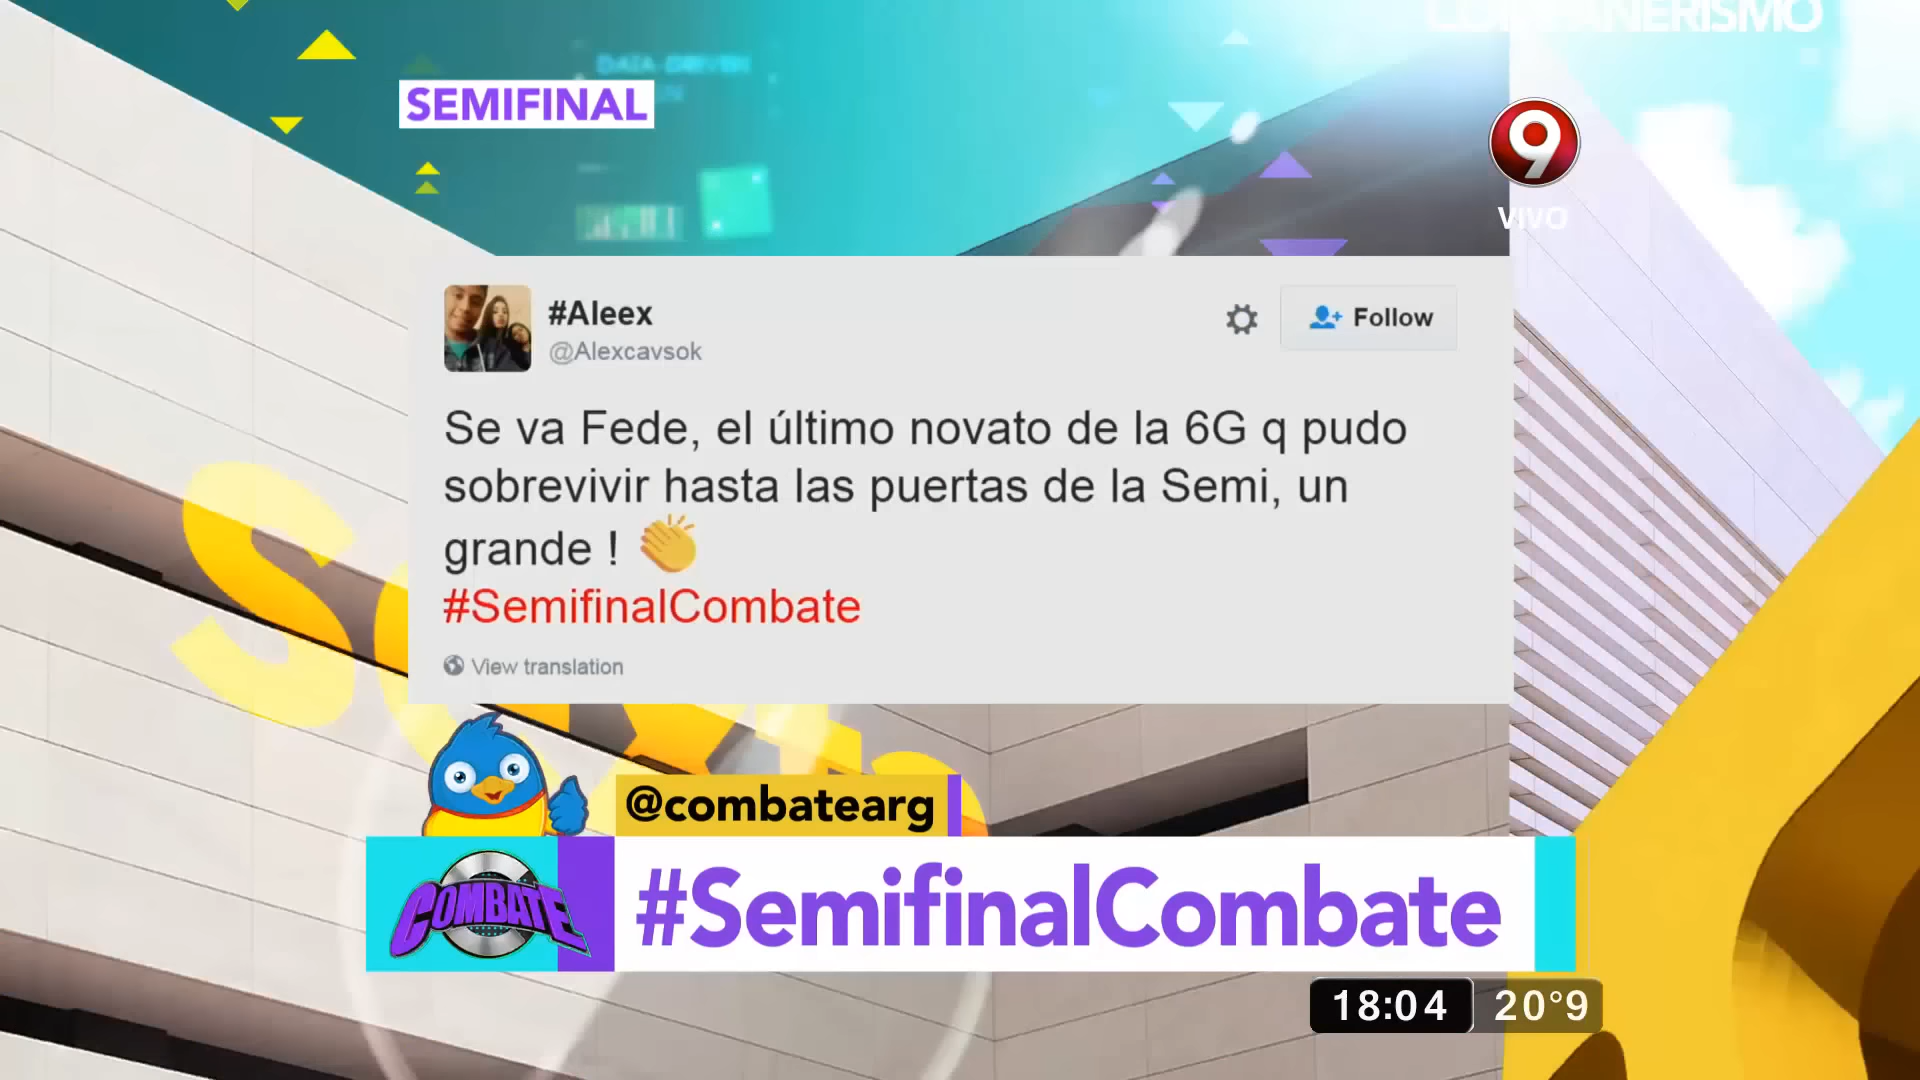 SEMIFINAL
9
VIVO
#Aleex
@Alexcavsok
Follow
Se va Fede, el último novato de la 6G q pudo
sobrevivir hasta las puertas de la Semi, un
grande ! 👏
#SemifinalCombate
View translation
@combatearg
COMBATE
#SemifinalCombate
18:04
20°9